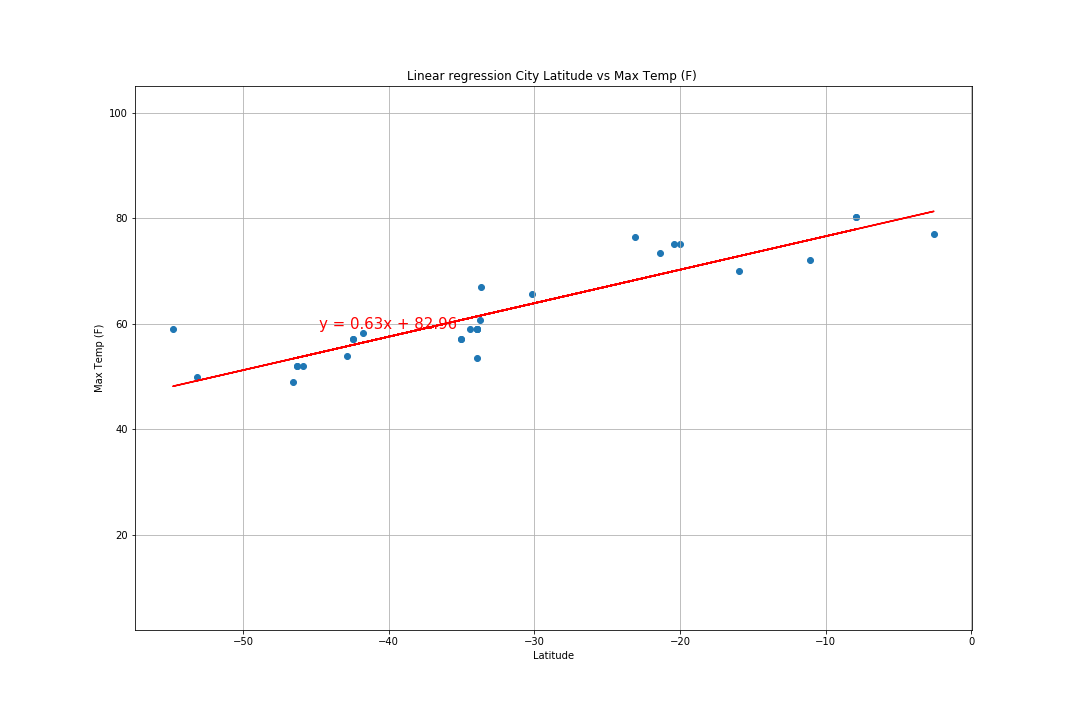 Linear regression City Latitude vs Max Temp (F)
100
80
60
40
20
Max Temp (F)
y = 0.63x + 82.96
−50
−40
−30
−20
−10
0
Latitude